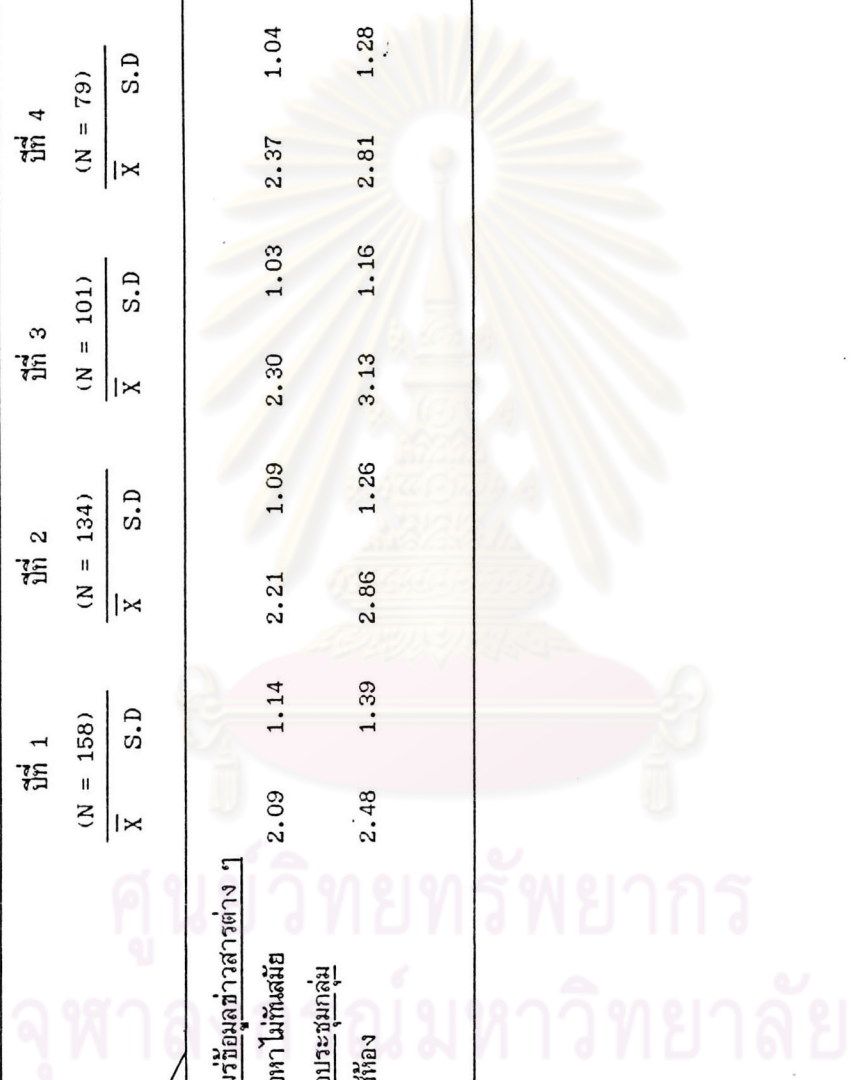 ปีที่ 1 ปีที่ 2 ปีที่ 3 ปีที่ 4
(N = 158) (N = 134) (N = 101) (N = 79)
X̅ S.D X̅ S.D X̅ S.D X̅ S.D
ข้อมูลข่าวสารต่าง ๆ
ไม่ทันสมัย 2.09 1.14 2.21 1.09 2.30 1.03 2.37 1.04
ประชุมกลุ่ม
ห้อง 2.48 1.39 2.86 1.26 3.13 1.16 2.81 1.28
ศูนย์วิทยทรัพยากร
จุฬาลงกรณ์มหาวิทยาลัย